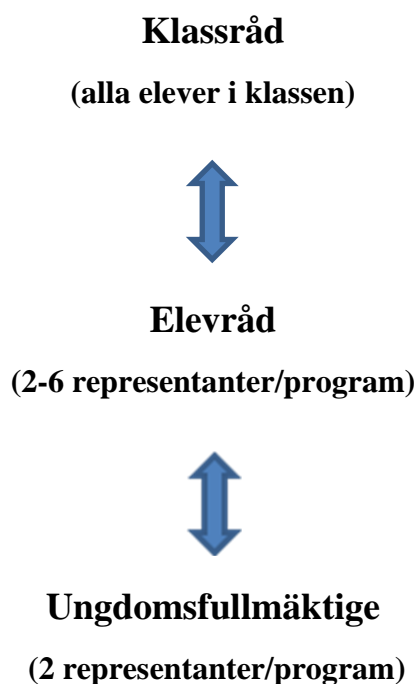 Klassråd
(alla elever i klassen)
Elevråd
(2-6 representanter/program)
Ungdomsfullmäktige
(2 representanter/program)